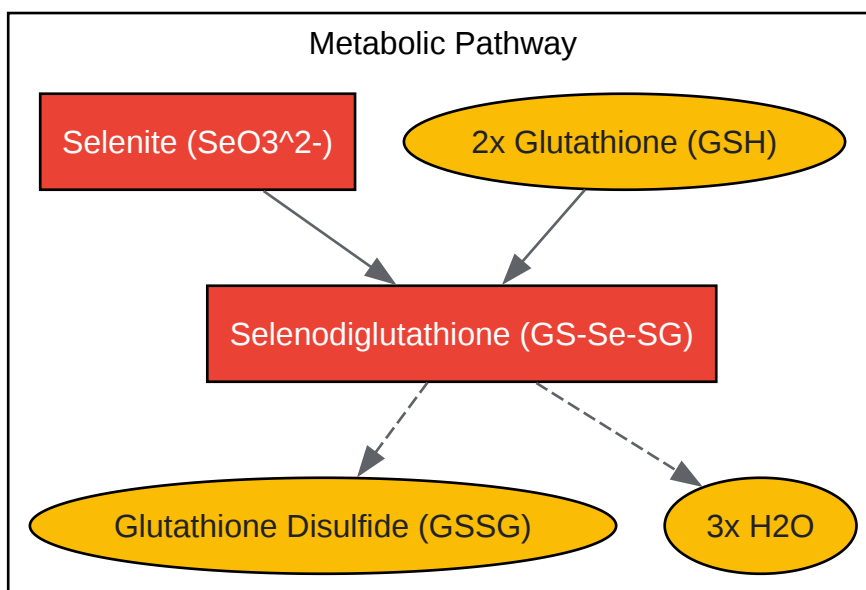 Metabolic Pathway
Selenite (SeO3^2-)
2x Glutathione (GSH)
Selenodiglutathione (GS-Se-SG)
Glutathione Disulfide (GSSG)
3x H2O